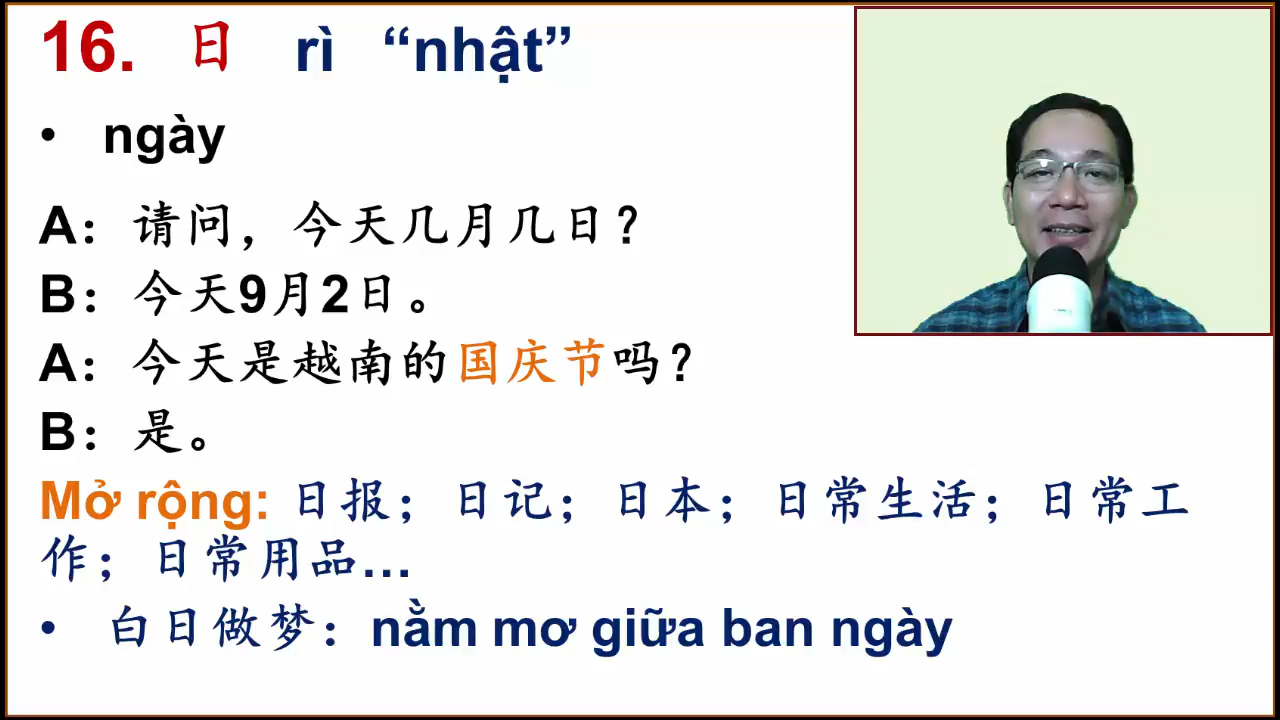 16. 日 rì “nhật”
• ngày
A：请问，今天几月几日？
B：今天9月2日。
A：今天是越南的国庆节吗？
B：是。
Mở rộng: 日报；日记；日本；日常生活；日常工
作；日常用品…
• 白日做梦：nằm mơ giữa ban ngày